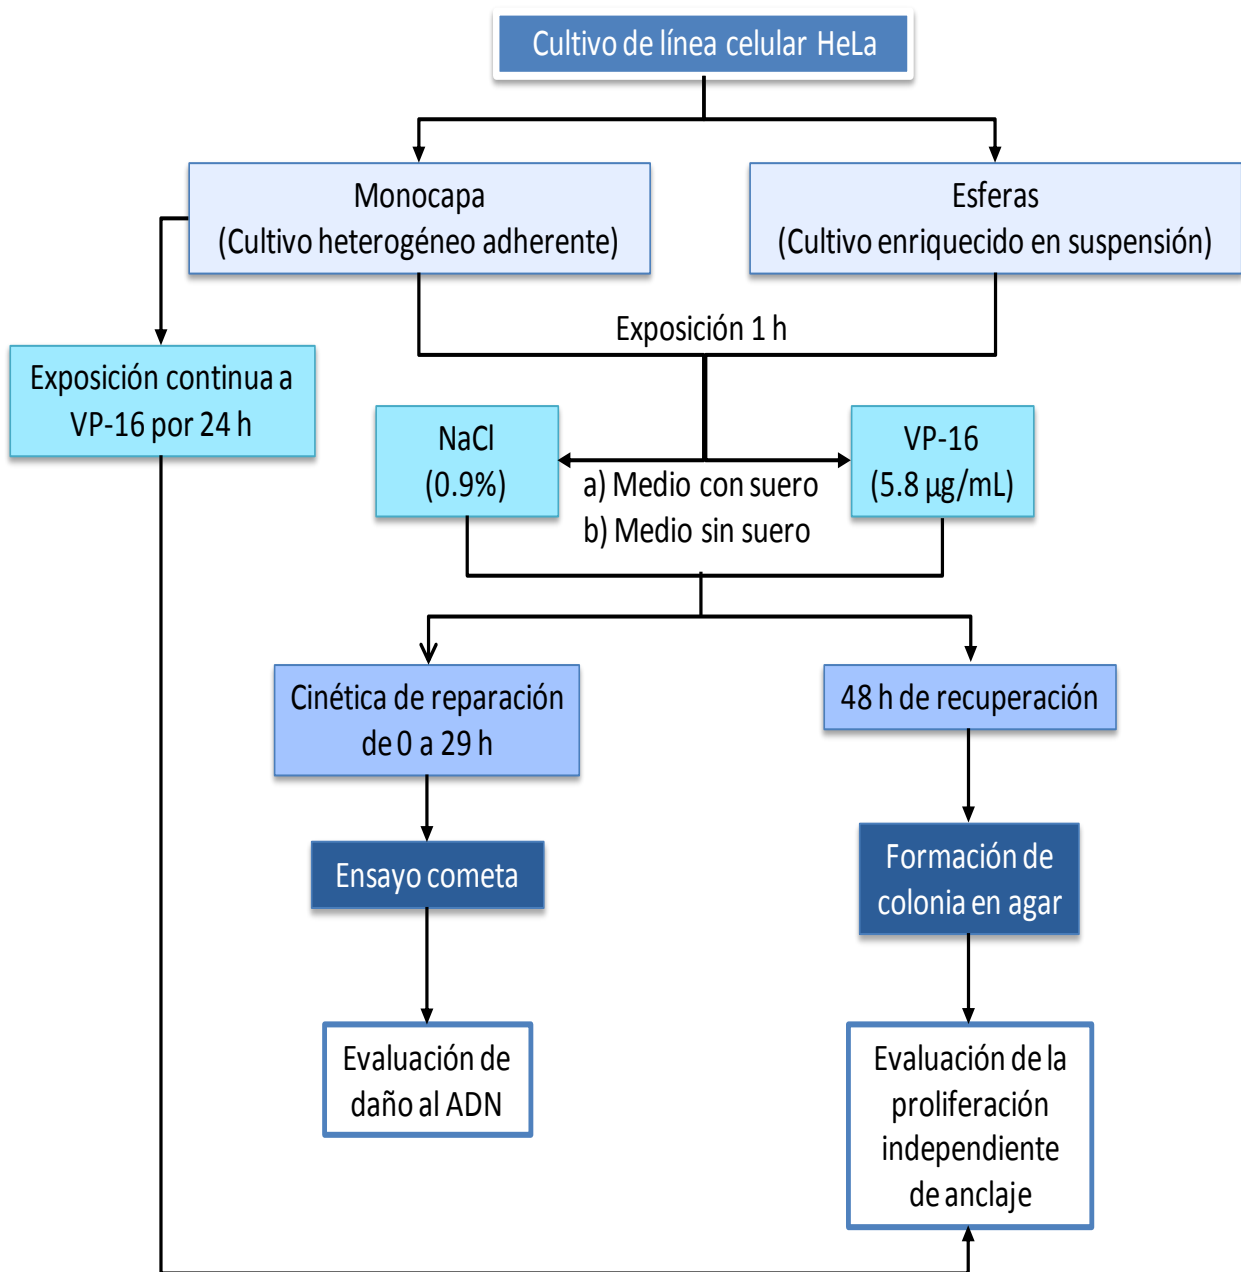 Cultivo de línea celular HeLa
Monocapa
(Cultivo heterogéneo adherente)
Esferas
(Cultivo enriquecido en suspensión)
Exposición 1 h
Exposición continua a
VP-16 por 24 h
NaCl
(0.9%)
a) Medio con suero
b) Medio sin suero
VP-16
(5.8 µg/mL)
Cinética de reparación
de 0 a 29 h
48 h de recuperación
Ensayo cometa
Formación de
colonia en agar
Evaluación de
daño al ADN
Evaluación de la
proliferación
independiente
de anclaje